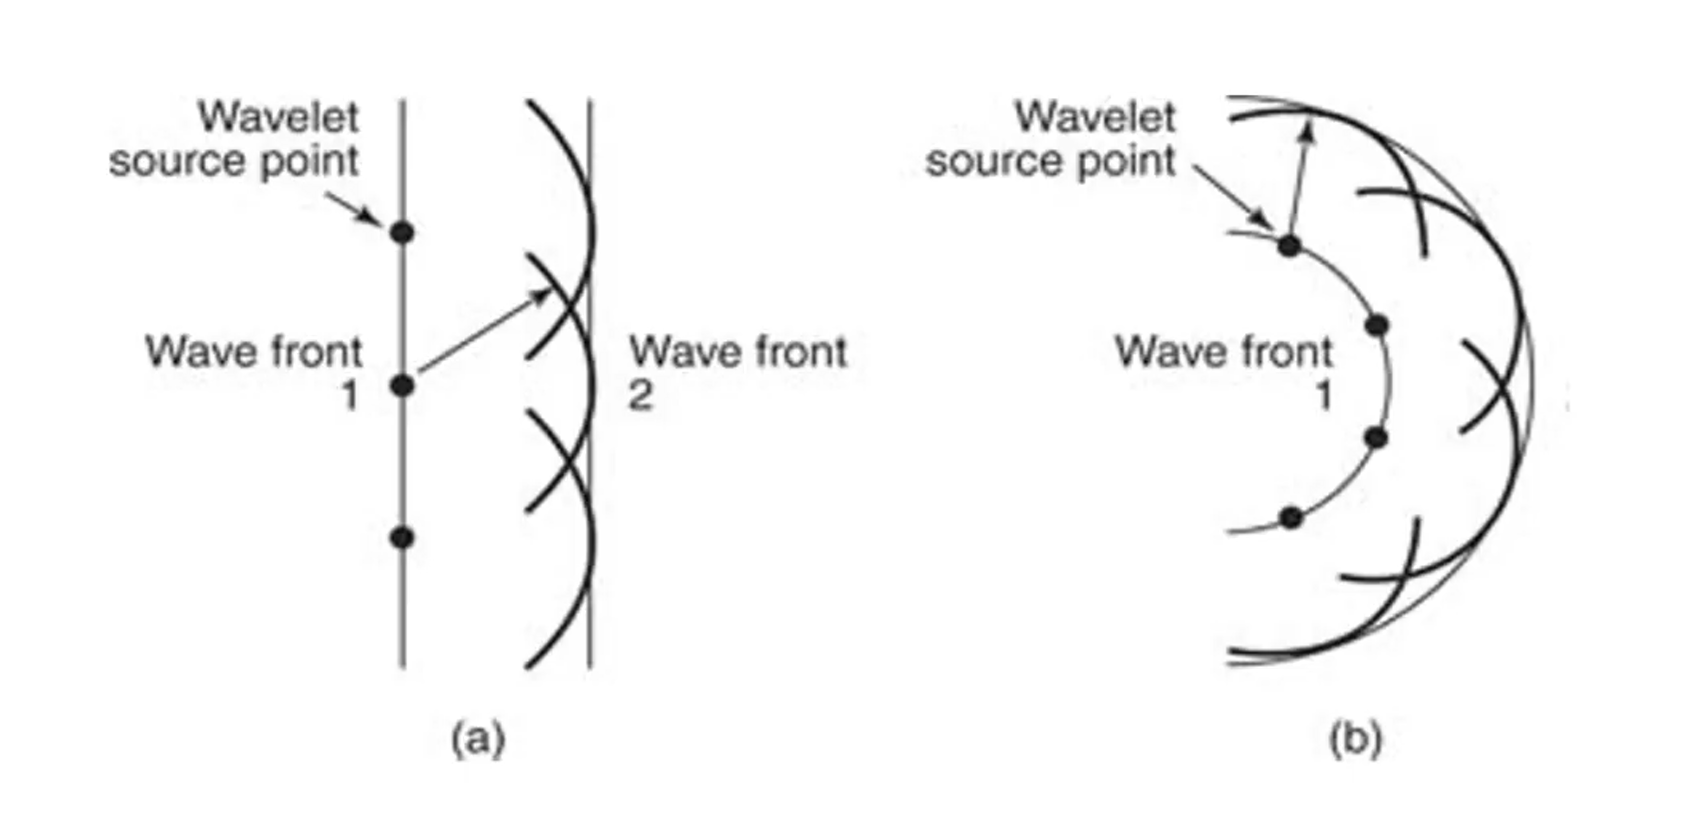 Wavelet
source point
Wave front
1
Wave front
2
(a)
Wavelet
source point
Wave front
1
(b)